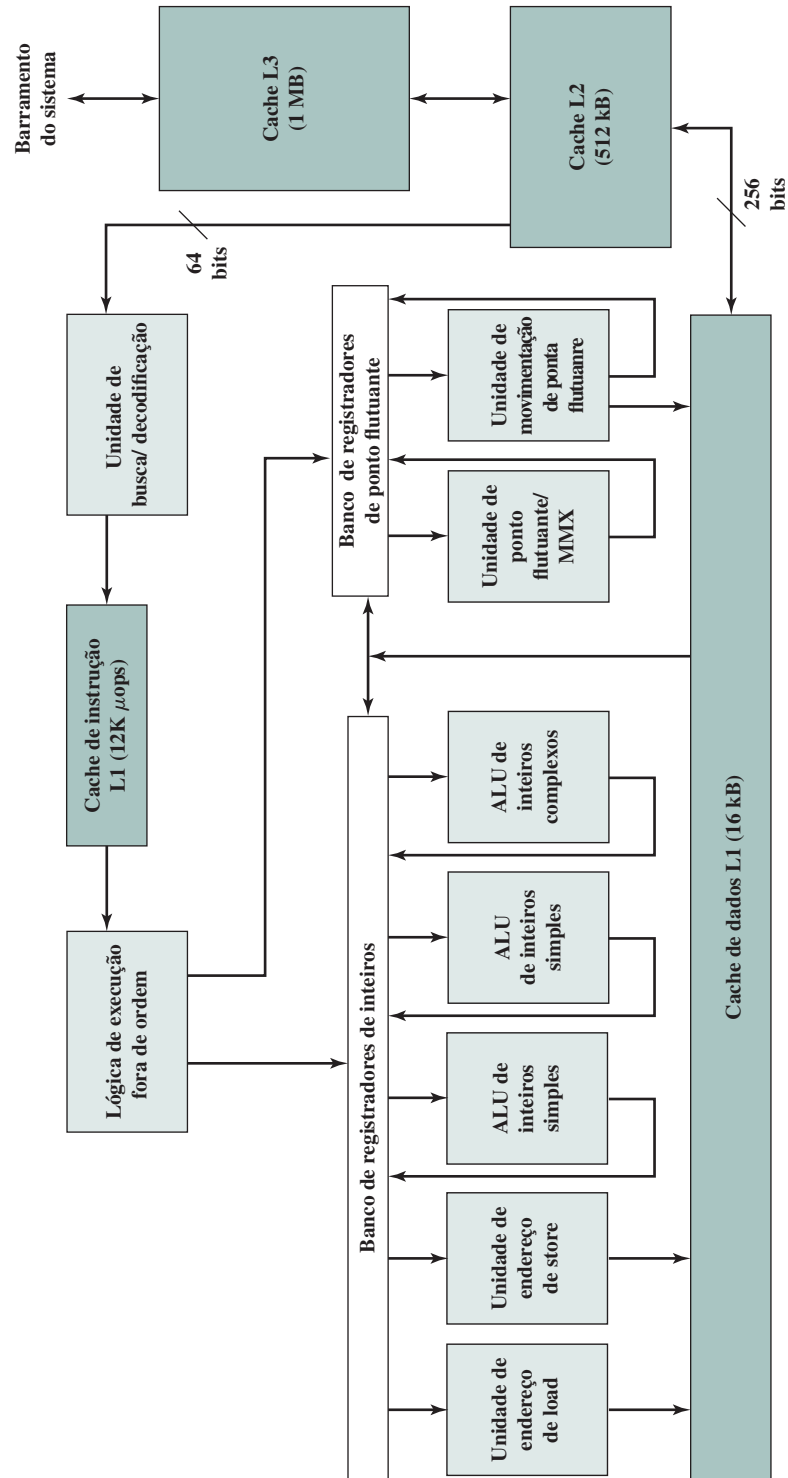 Barramento
do sistema
Cache L3
(1 MB)
Cache L2
(512 kB)
64
bits
256
bits
Unidade de
busca/ decodificação
Cache de instrução
L1 (12K μops)
Lógica de execução
fora de ordem
Banco de registradores de inteiros
Banco de registradores
de ponto flutuante
Unidade de
endereço
de load
Unidade de
endereço
de store
ALU de
inteiros
simples
ALU
de inteiros
simples
ALU de
inteiros
complexos
Unidade de
ponto
flutuante/
MMX
Unidade de
movimentação
de ponta
flutuanre
Cache de dados L1 (16 kB)